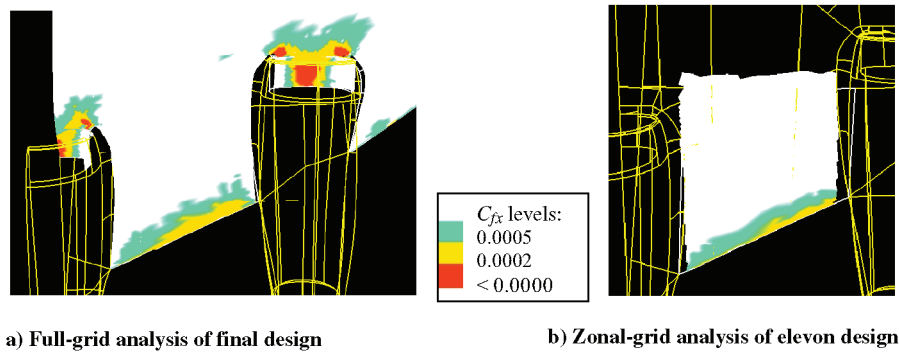 C_fx levels:
0.0005
0.0002
< 0.0000
a) Full-grid analysis of final design
b) Zonal-grid analysis of elevon design